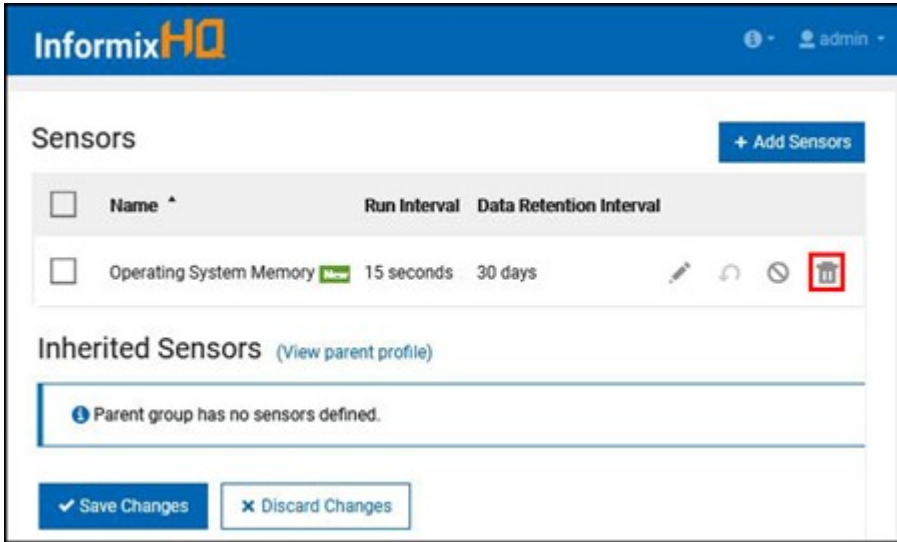 InformixHQ
admin
Sensors
+ Add Sensors
Name Run Interval Data Retention Interval
Operating System Memory New 15 seconds 30 days
Inherited Sensors (View parent profile)
Parent group has no sensors defined.
Save Changes Discard Changes